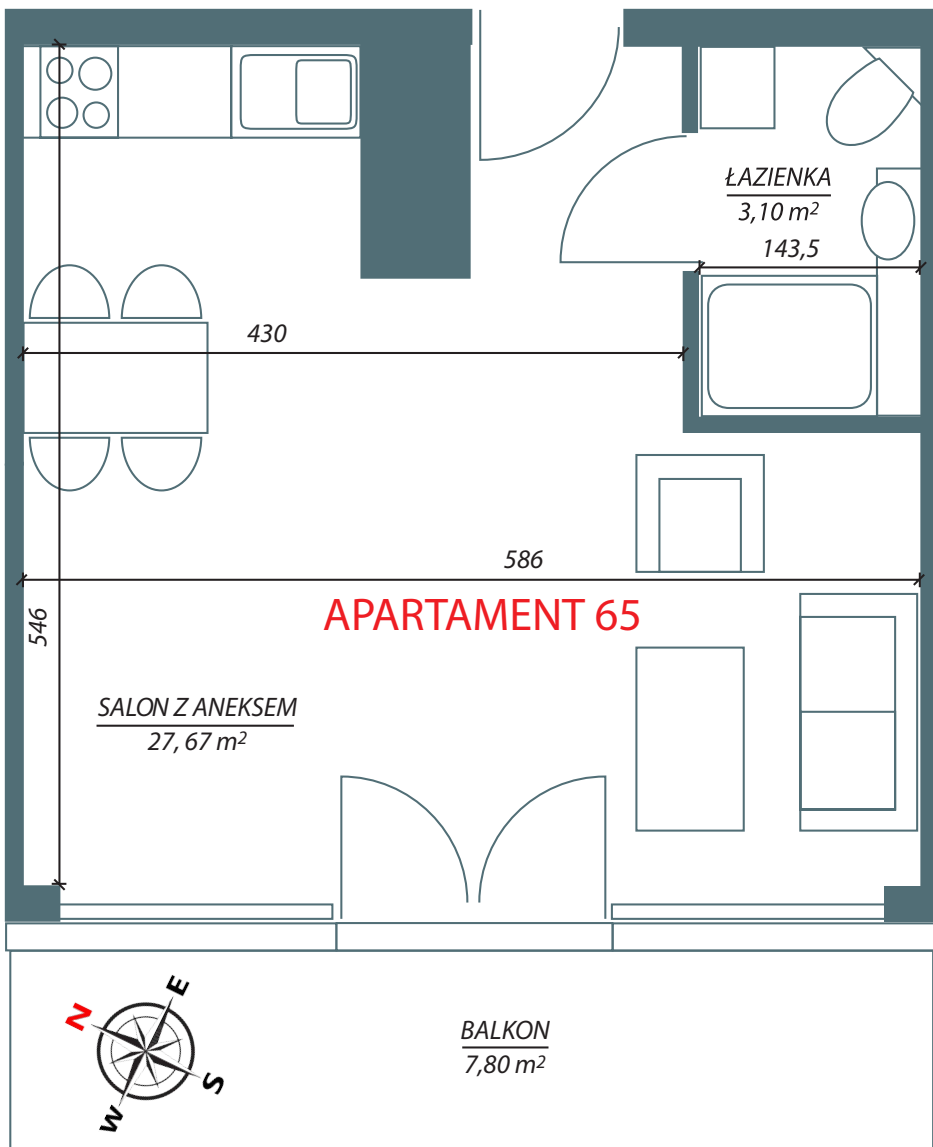 ŁAZIENKA
3,10 m²
143,5
430
586
APARTAMENT 65
546
SALON Z ANEKSEM
27, 67 m²
N
E
S
W
BALKON
7,80 m²